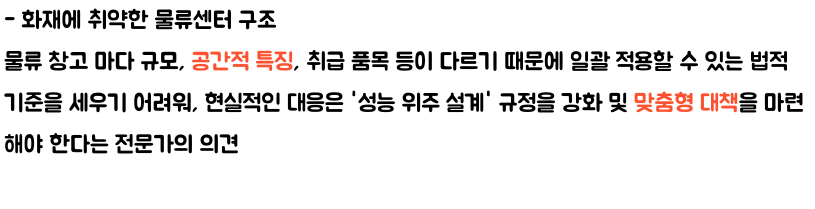 - 화재에 취약한 물류센터 구조
물류 창고 마다 규모, 공간적 특징, 취급 품목 등이 다르기 때문에 일괄 적용할 수 있는 법적
기준을 세우기 어려워, 현실적인 대응은 '성능 위주 설계' 규정을 강화 및 맞춤형 대책을 마련
해야 한다는 전문가의 의견